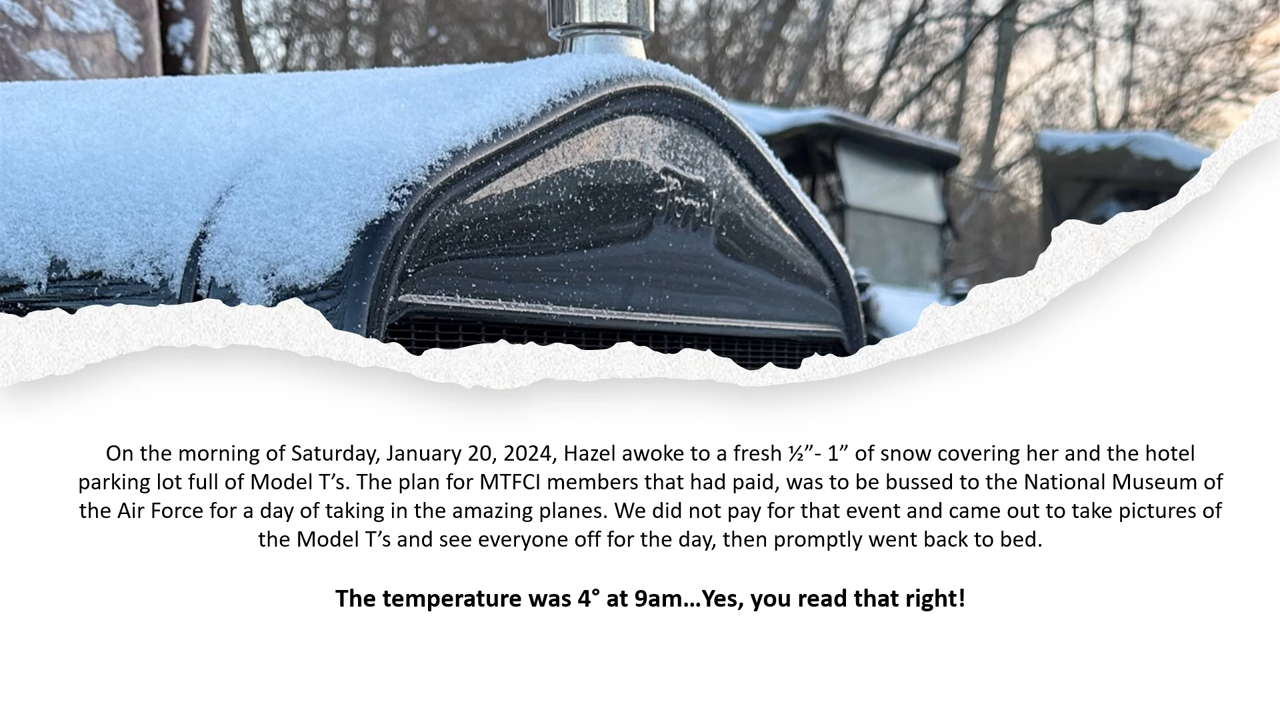 Ford
On the morning of Saturday, January 20, 2024, Hazel awoke to a fresh ½”- 1” of snow covering her and the hotel
parking lot full of Model T’s. The plan for MTFCI members that had paid, was to be bussed to the National Museum of
the Air Force for a day of taking in the amazing planes. We did not pay for that event and came out to take pictures of
the Model T’s and see everyone off for the day, then promptly went back to bed.
The temperature was 4° at 9am…Yes, you read that right!